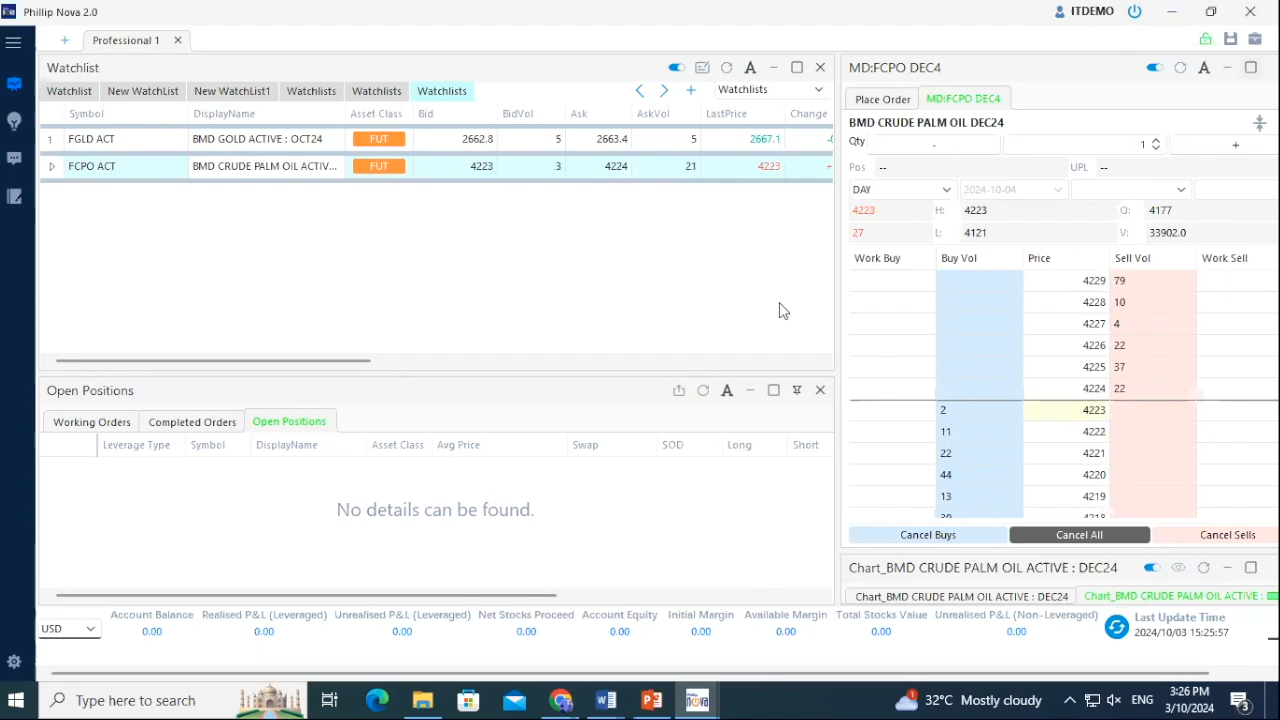 Phillip Nova 2.0
ITDEMO
Professional 1
Watchlist
Watchlist New WatchList New WatchList1 Watchlists Watchlists Watchlists Watchlists
Symbol DisplayName Asset Class Bid BidVol Ask AskVol LastPrice Change
1 FGLD ACT BMD GOLD ACTIVE : OCT24 FUT 2662.8 5 2663.4 5 2667.1 -0
FCPO ACT BMD CRUDE PALM OIL ACTIV... FUT 4223 3 4224 21 4223 +
Open Positions
Working Orders Completed Orders Open Positions
Leverage Type Symbol DisplayName Asset Class Avg Price Swap SOD Long Short
No details can be found.
MD:FCPO DEC4
Place Order MD:FCPO DEC4
BMD CRUDE PALM OIL DEC24
Qty - 1 +
Pos -- UPL --
DAY 2024-10-04
4223 H: 4223 O: 4177
27 L: 4121 V: 33902.0
Work Buy Buy Vol Price Sell Vol Work Sell
4229 79
4228 10
4227 4
4226 22
4225 37
4224 22
2 4223
11 4222
22 4221
44 4220
13 4219
4218
Cancel Buys Cancel All Cancel Sells
Chart_BMD CRUDE PALM OIL ACTIVE : DEC24
Chart_BMD CRUDE PALM OIL ACTIVE : DEC24 Chart_BMD CRUDE PALM OIL ACTIVE :
Account Balance Realised P&L (Leveraged) Unrealised P&L (Leveraged) Net Stocks Proceed Account Equity Initial Margin Available Margin Total Stocks Value Unrealised P&L (Non-Leveraged) Last Update Time
USD 0.00 0.00 0.00 0.00 0.00 0.00 0.00 0.00 0.00 2024/10/03 15:25:57
Type here to search
1 32°C Mostly cloudy ENG 3:26 PM 3
3/10/2024